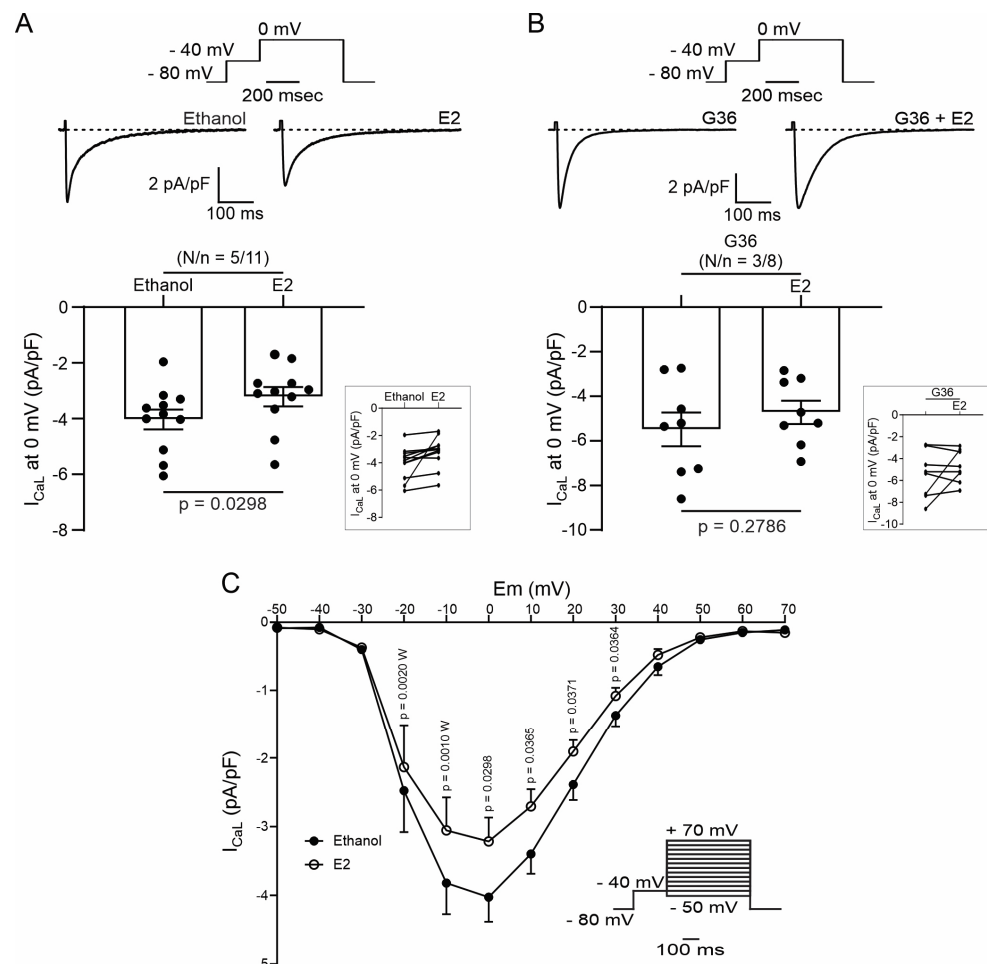 A
0 mV
- 40 mV
- 80 mV
200 msec
Ethanol
E2
2 pA/pF
100 ms
(N/n = 5/11)
Ethanol
E2
0
-2
-4
-6
-8
I_CaL at 0 mV (pA/pF)
p = 0.0298
Ethanol E2
0
-2
-4
-6
-8
I_CaL at 0 mV (pA/pF)
B
0 mV
- 40 mV
- 80 mV
200 msec
G36
G36 + E2
2 pA/pF
100 ms
G36
(N/n = 3/8)
E2
0
-2
-4
-6
-8
-10
I_CaL at 0 mV (pA/pF)
p = 0.2786
G36
E2
0
-2
-4
-6
-8
-10
I_CaL at 0 mV (pA/pF)
C
Em (mV)
-50 -40 -30 -20 -10 0 10 20 30 40 50 60 70
0
-1
-2
-3
-4
I_CaL (pA/pF)
p = 0.0020 W
p = 0.0010 W
p = 0.0298
p = 0.0365
p = 0.0371
p = 0.0364
Ethanol
E2
+ 70 mV
- 40 mV
- 50 mV
- 80 mV
100 ms